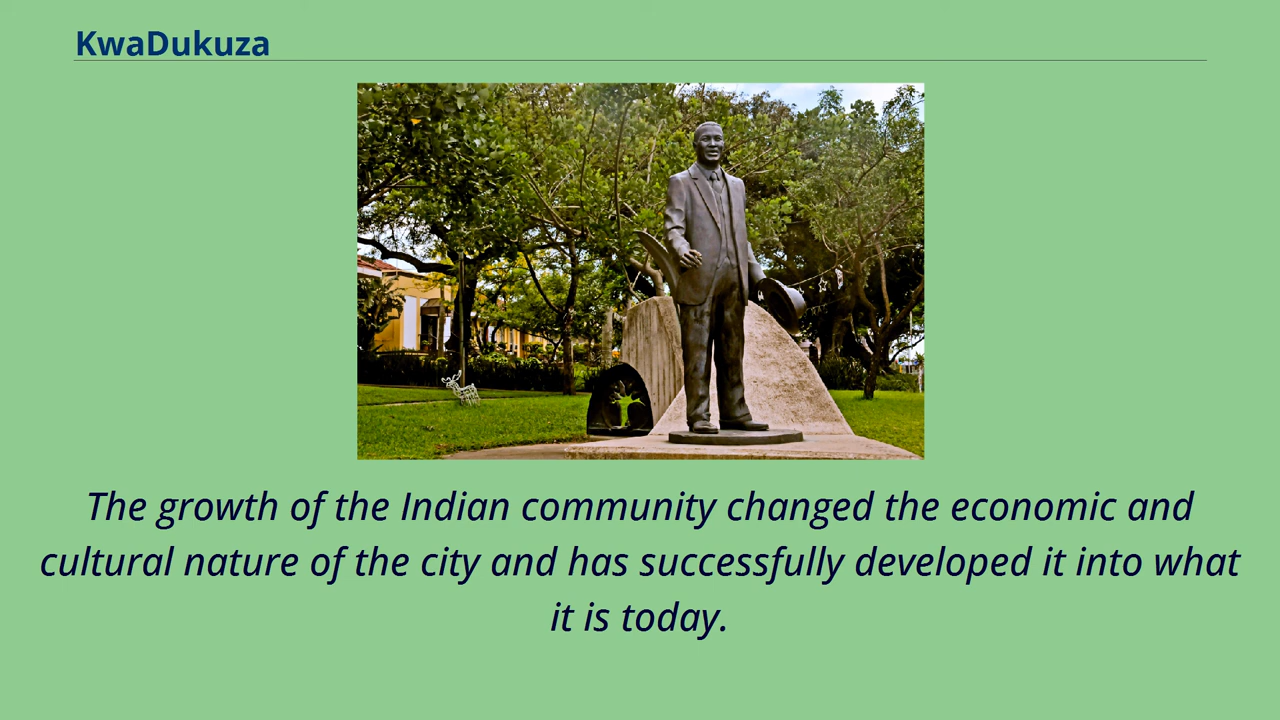 KwaDukuza
The growth of the Indian community changed the economic and
cultural nature of the city and has successfully developed it into what
it is today.